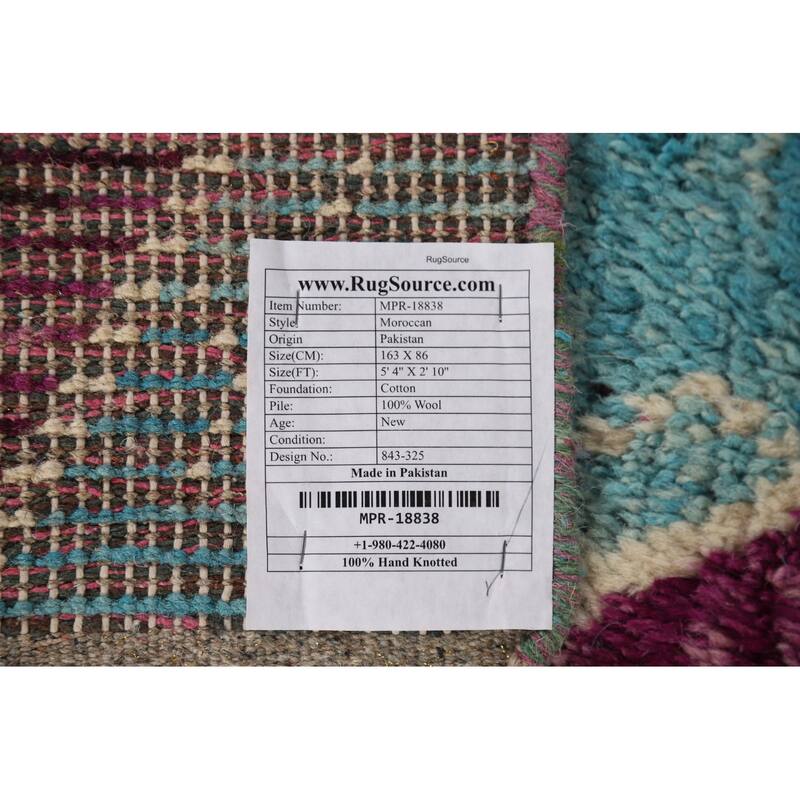 RugSource
www.RugSource.com
Item Number: MPR-18838
Style: Moroccan
Origin Pakistan
Size(CM): 163 X 86
Size(FT): 5' 4" X 2' 10"
Foundation: Cotton
Pile: 100% Wool
Age: New
Condition:
Design No.: 843-325
Made in Pakistan
MPR-18838
+1-980-422-4080
100% Hand Knotted